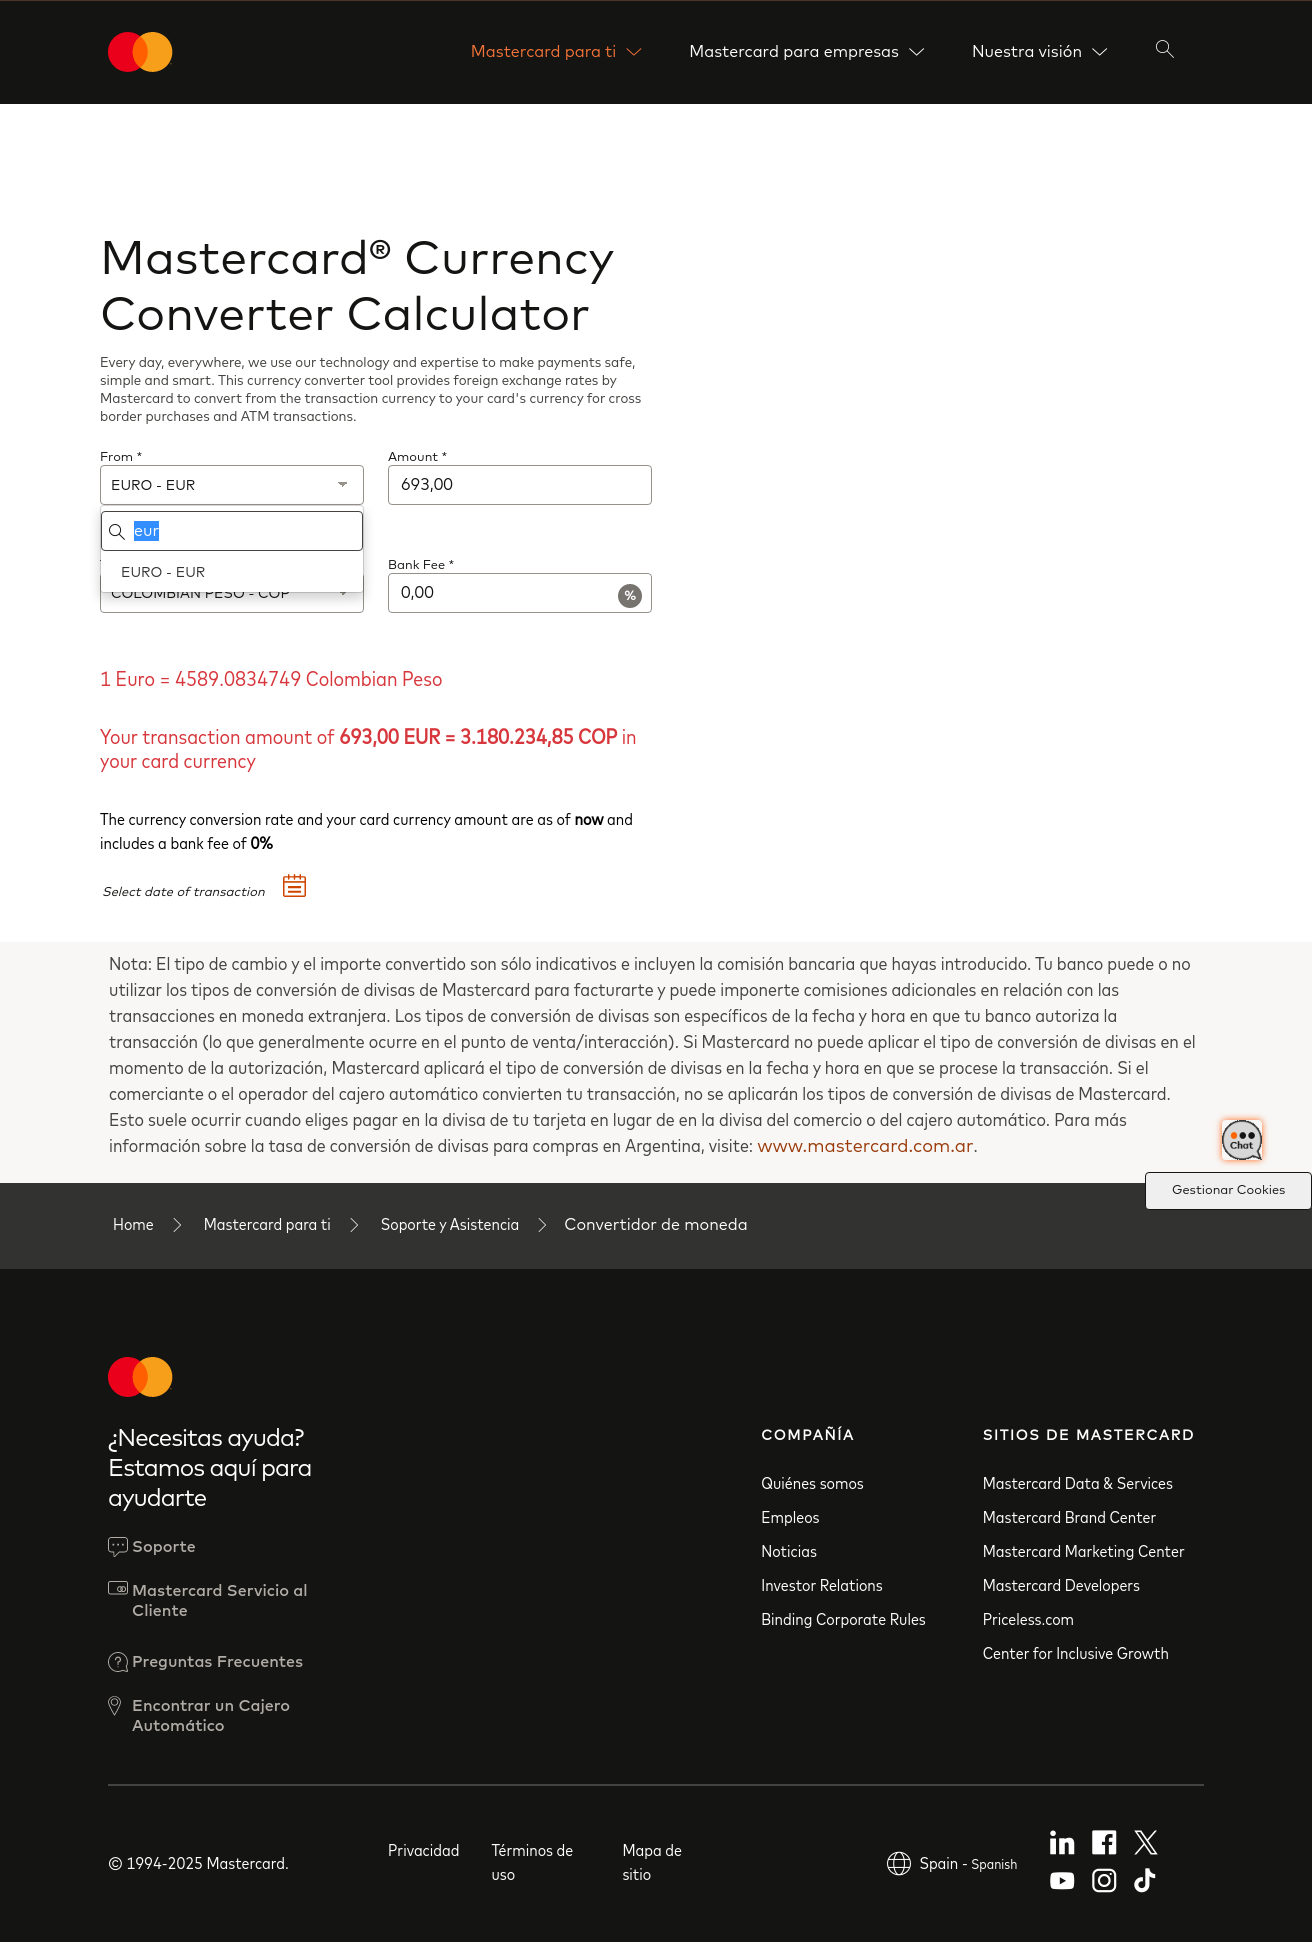 Mastercard para ti
Mastercard para empresas
Nuestra visión
Mastercard® Currency
Converter Calculator
Every day, everywhere, we use our technology and expertise to make payments safe,
simple and smart. This currency converter tool provides foreign exchange rates by
Mastercard to convert from the transaction currency to your card's currency for cross
border purchases and ATM transactions.
From *
Amount *
EURO - EUR
693,00
eur
EURO - EUR
Bank Fee *
COLOMBIAN PESO - COP
0,00
%
1 Euro = 4589.0834749 Colombian Peso
Your transaction amount of 693,00 EUR = 3.180.234,85 COP in
your card currency
The currency conversion rate and your card currency amount are as of now and
includes a bank fee of 0%
Select date of transaction
Nota: El tipo de cambio y el importe convertido son sólo indicativos e incluyen la comisión bancaria que hayas introducido. Tu banco puede o no
utilizar los tipos de conversión de divisas de Mastercard para facturarte y puede imponerte comisiones adicionales en relación con las
transacciones en moneda extranjera. Los tipos de conversión de divisas son específicos de la fecha y hora en que tu banco autoriza la
transacción (lo que generalmente ocurre en el punto de venta/interacción). Si Mastercard no puede aplicar el tipo de conversión de divisas en el
momento de la autorización, Mastercard aplicará el tipo de conversión de divisas en la fecha y hora en que se procese la transacción. Si el
comerciante o el operador del cajero automático convierten tu transacción, no se aplicarán los tipos de conversión de divisas de Mastercard.
Esto suele ocurrir cuando eliges pagar en la divisa de tu tarjeta en lugar de en la divisa del comercio o del cajero automático. Para más
información sobre la tasa de conversión de divisas para compras en Argentina, visite: www.mastercard.com.ar.
Chat
Gestionar Cookies
Home
Mastercard para ti
Soporte y Asistencia
Convertidor de moneda
¿Necesitas ayuda?
Estamos aquí para
ayudarte
Soporte
Mastercard Servicio al
Cliente
Preguntas Frecuentes
Encontrar un Cajero
Automático
COMPAÑÍA
Quiénes somos
Empleos
Noticias
Investor Relations
Binding Corporate Rules
SITIOS DE MASTERCARD
Mastercard Data & Services
Mastercard Brand Center
Mastercard Marketing Center
Mastercard Developers
Priceless.com
Center for Inclusive Growth
© 1994-2025 Mastercard.
Privacidad
Términos de
uso
Mapa de
sitio
Spain - Spanish